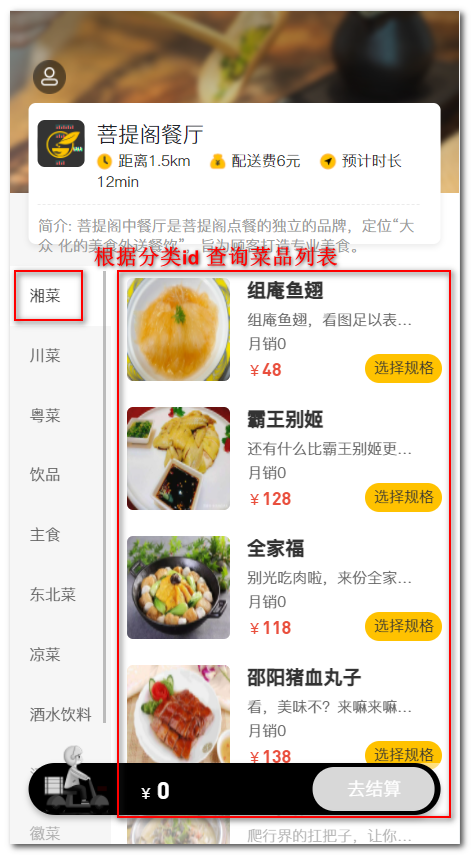 菩提阁餐厅
距离1.5km 配送费6元 预计时长
12min
简介: 菩提阁中餐厅是菩提阁点餐的独立的品牌，定位“大
众 化的美食外送餐饮”，旨为顾客打造专业美食。
根据分类id 查询菜品列表
湘菜
川菜
粤菜
饮品
主食
东北菜
凉菜
酒水饮料
徽菜
组庵鱼翅
组庵鱼翅，看图足以表...
月销0
￥48
选择规格
霸王别姬
还有什么比霸王别姬更...
月销0
￥128
选择规格
全家福
别光吃肉啦，来份全家...
月销0
￥118
选择规格
邵阳猪血丸子
看，美味不？来嘛来嘛...
月销0
￥138
选择规格
￥0
去结算
爬行界的扛把子，让你...